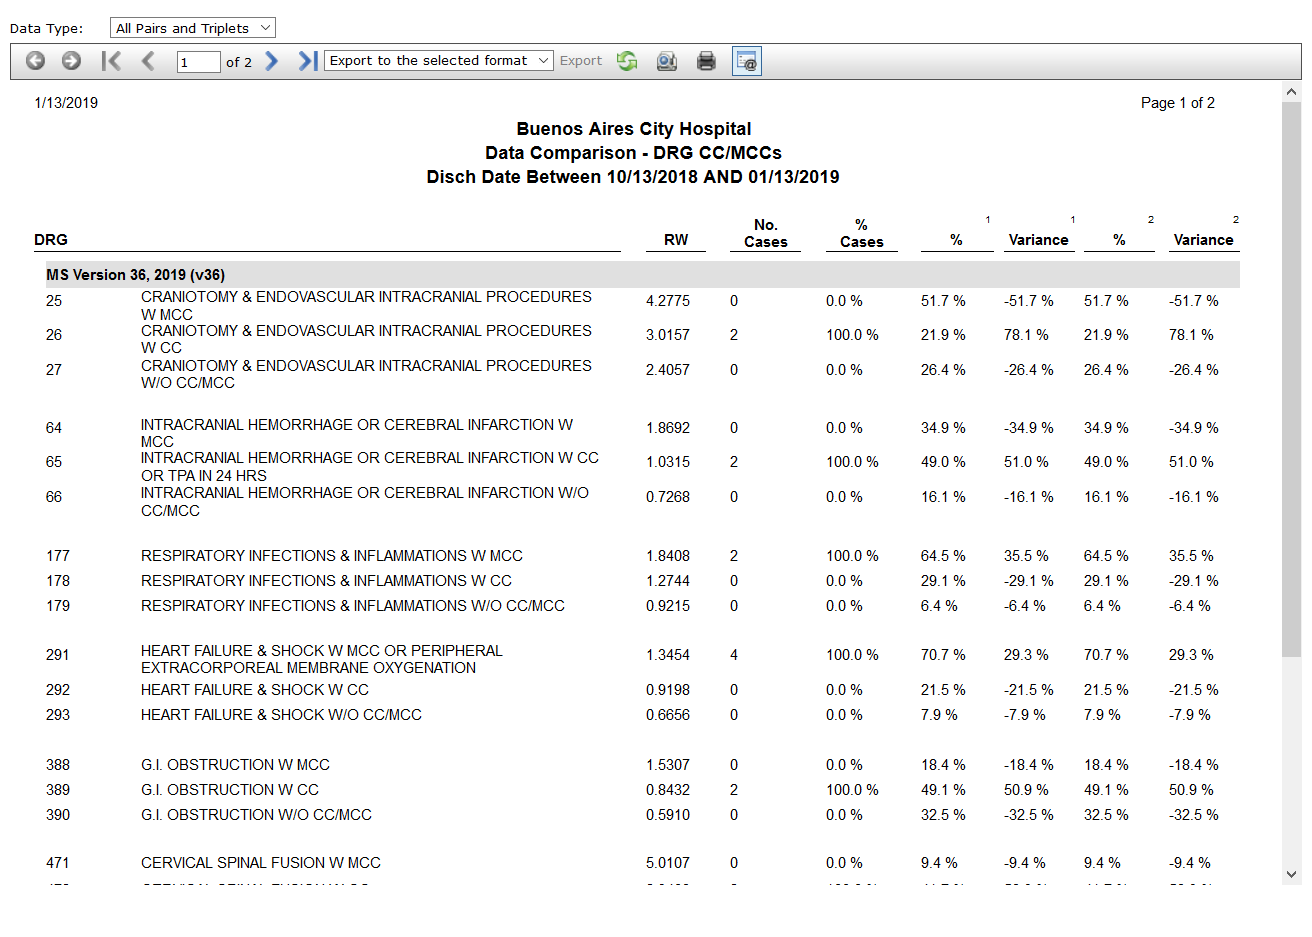 Data Type: All Pairs and Triplets
1 of 2 Export to the selected format Export
1/13/2019 Page 1 of 2
Buenos Aires City Hospital
Data Comparison - DRG CC/MCCs
Disch Date Between 10/13/2018 AND 01/13/2019
No. % 1 1 2 2
DRG RW Cases Cases % Variance % Variance
MS Version 36, 2019 (v36)
25 CRANIOTOMY & ENDOVASCULAR INTRACRANIAL PROCEDURES 4.2775 0 0.0 % 51.7 % -51.7 % 51.7 % -51.7 %
W MCC
26 CRANIOTOMY & ENDOVASCULAR INTRACRANIAL PROCEDURES 3.0157 2 100.0 % 21.9 % 78.1 % 21.9 % 78.1 %
W CC
27 CRANIOTOMY & ENDOVASCULAR INTRACRANIAL PROCEDURES 2.4057 0 0.0 % 26.4 % -26.4 % 26.4 % -26.4 %
W/O CC/MCC
64 INTRACRANIAL HEMORRHAGE OR CEREBRAL INFARCTION W 1.8692 0 0.0 % 34.9 % -34.9 % 34.9 % -34.9 %
MCC
65 INTRACRANIAL HEMORRHAGE OR CEREBRAL INFARCTION W CC 1.0315 2 100.0 % 49.0 % 51.0 % 49.0 % 51.0 %
OR TPA IN 24 HRS
66 INTRACRANIAL HEMORRHAGE OR CEREBRAL INFARCTION W/O 0.7268 0 0.0 % 16.1 % -16.1 % 16.1 % -16.1 %
CC/MCC
177 RESPIRATORY INFECTIONS & INFLAMMATIONS W MCC 1.8408 2 100.0 % 64.5 % 35.5 % 64.5 % 35.5 %
178 RESPIRATORY INFECTIONS & INFLAMMATIONS W CC 1.2744 0 0.0 % 29.1 % -29.1 % 29.1 % -29.1 %
179 RESPIRATORY INFECTIONS & INFLAMMATIONS W/O CC/MCC 0.9215 0 0.0 % 6.4 % -6.4 % 6.4 % -6.4 %
291 HEART FAILURE & SHOCK W MCC OR PERIPHERAL 1.3454 4 100.0 % 70.7 % 29.3 % 70.7 % 29.3 %
EXTRACORPOREAL MEMBRANE OXYGENATION
292 HEART FAILURE & SHOCK W CC 0.9198 0 0.0 % 21.5 % -21.5 % 21.5 % -21.5 %
293 HEART FAILURE & SHOCK W/O CC/MCC 0.6656 0 0.0 % 7.9 % -7.9 % 7.9 % -7.9 %
388 G.I. OBSTRUCTION W MCC 1.5307 0 0.0 % 18.4 % -18.4 % 18.4 % -18.4 %
389 G.I. OBSTRUCTION W CC 0.8432 2 100.0 % 49.1 % 50.9 % 49.1 % 50.9 %
390 G.I. OBSTRUCTION W/O CC/MCC 0.5910 0 0.0 % 32.5 % -32.5 % 32.5 % -32.5 %
471 CERVICAL SPINAL FUSION W MCC 5.0107 0 0.0 % 9.4 % -9.4 % 9.4 % -9.4 %